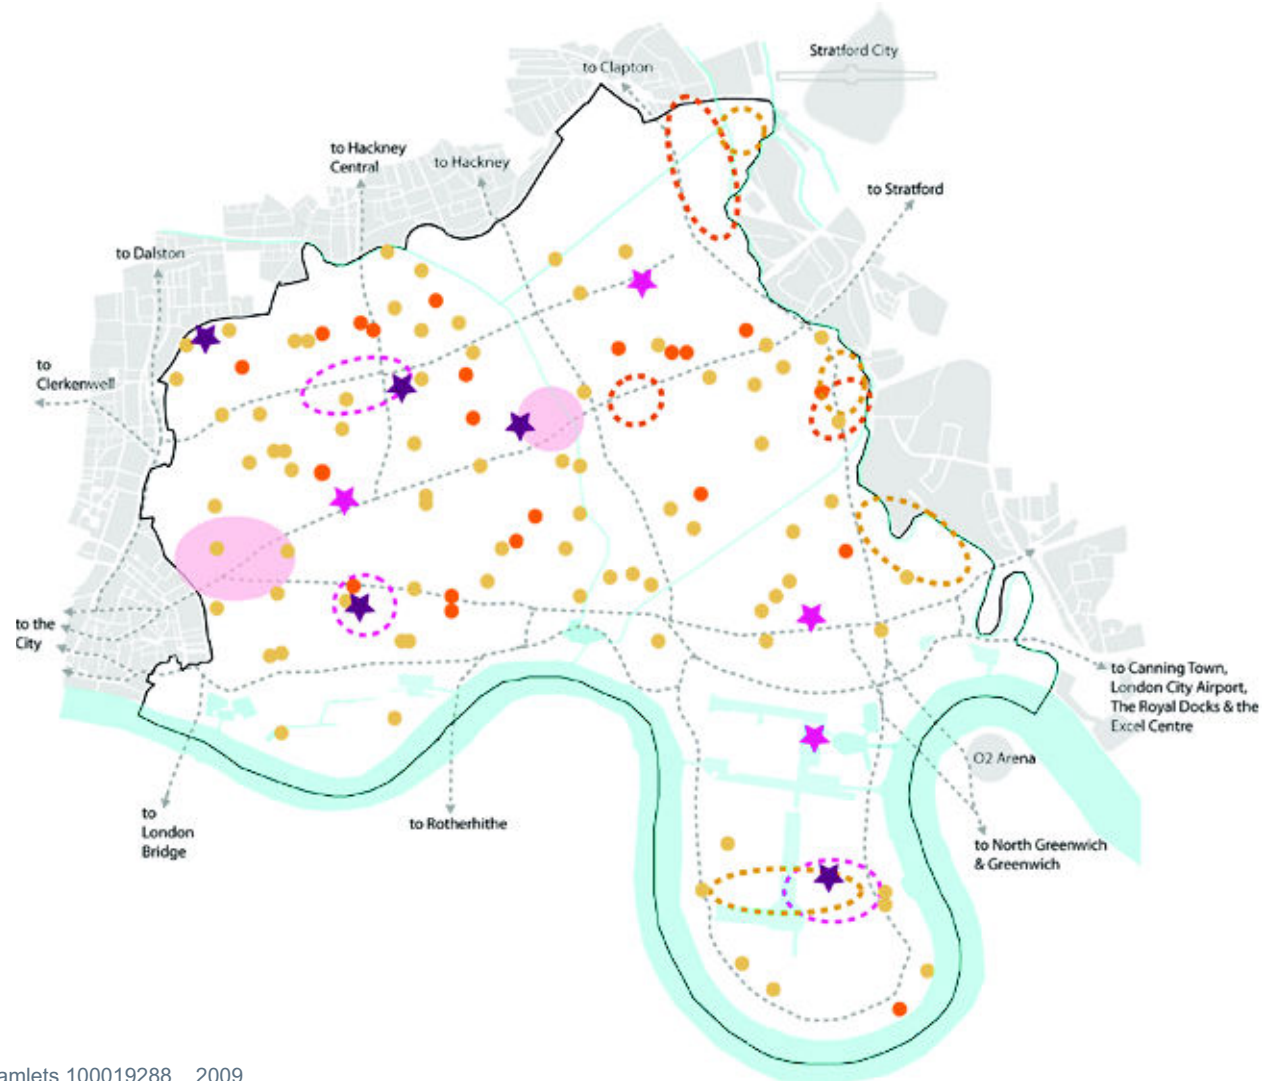 Stratford City
to Clapton
to Hackney
Central
to Hackney
to Stratford
to Dalston
to
Clerkenwell
to the
City
to Canning Town,
London City Airport,
The Royal Docks & the
Excel Centre
O2 Arena
to
London
Bridge
to Rotherhithe
to North Greenwich
& Greenwich
amlets 100019288 2009